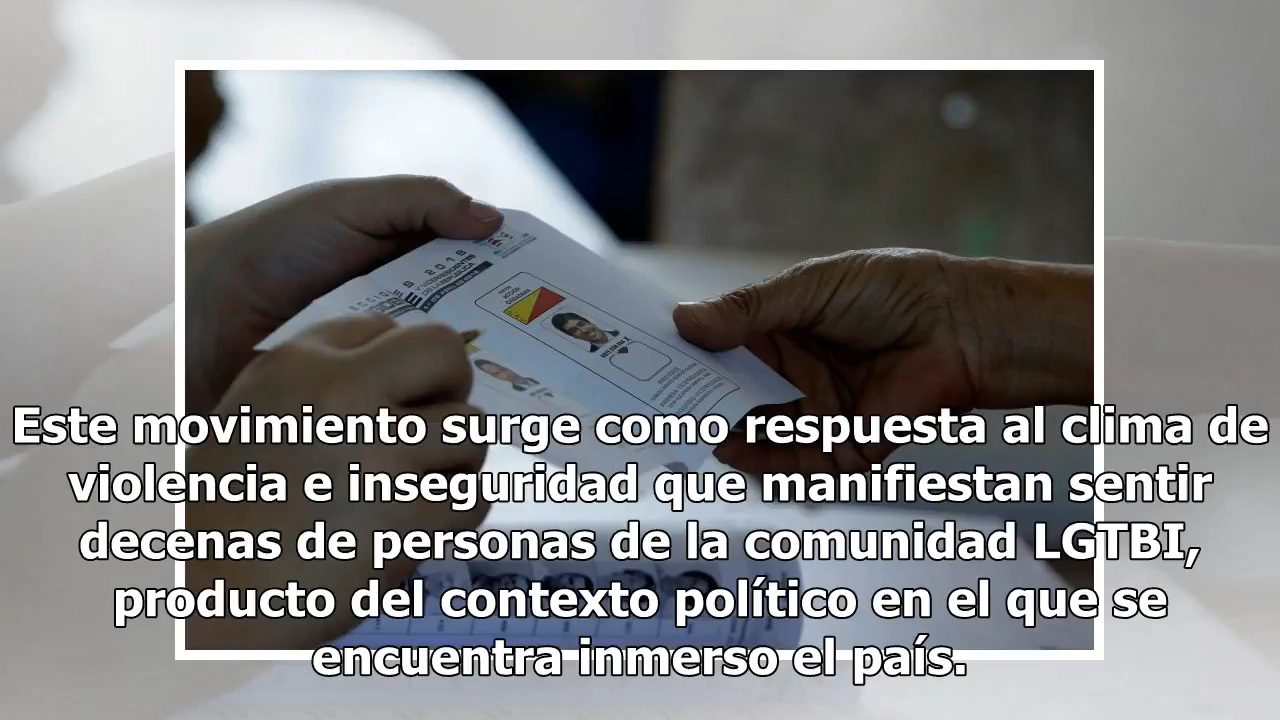 2018
Este movimiento surge como respuesta al clima de
violencia e inseguridad que manifiestan sentir
decenas de personas de la comunidad LGTBI,
producto del contexto político en el que se
encuentra inmerso el país.